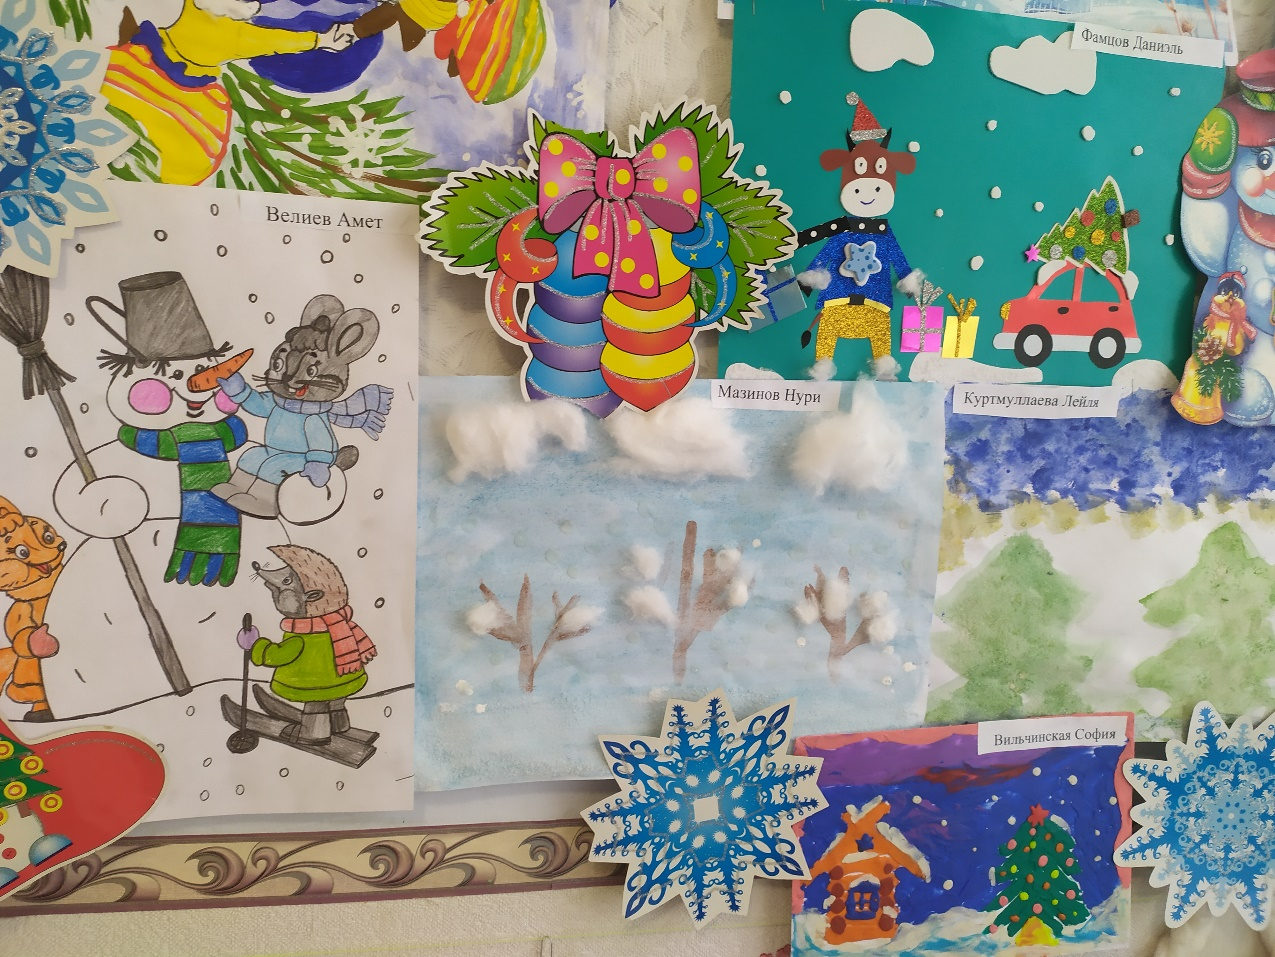 Фамцов Даниэль
Велиев Амет
Мазинов Нури
Куртмуллаева Лейля
Вильчинская София